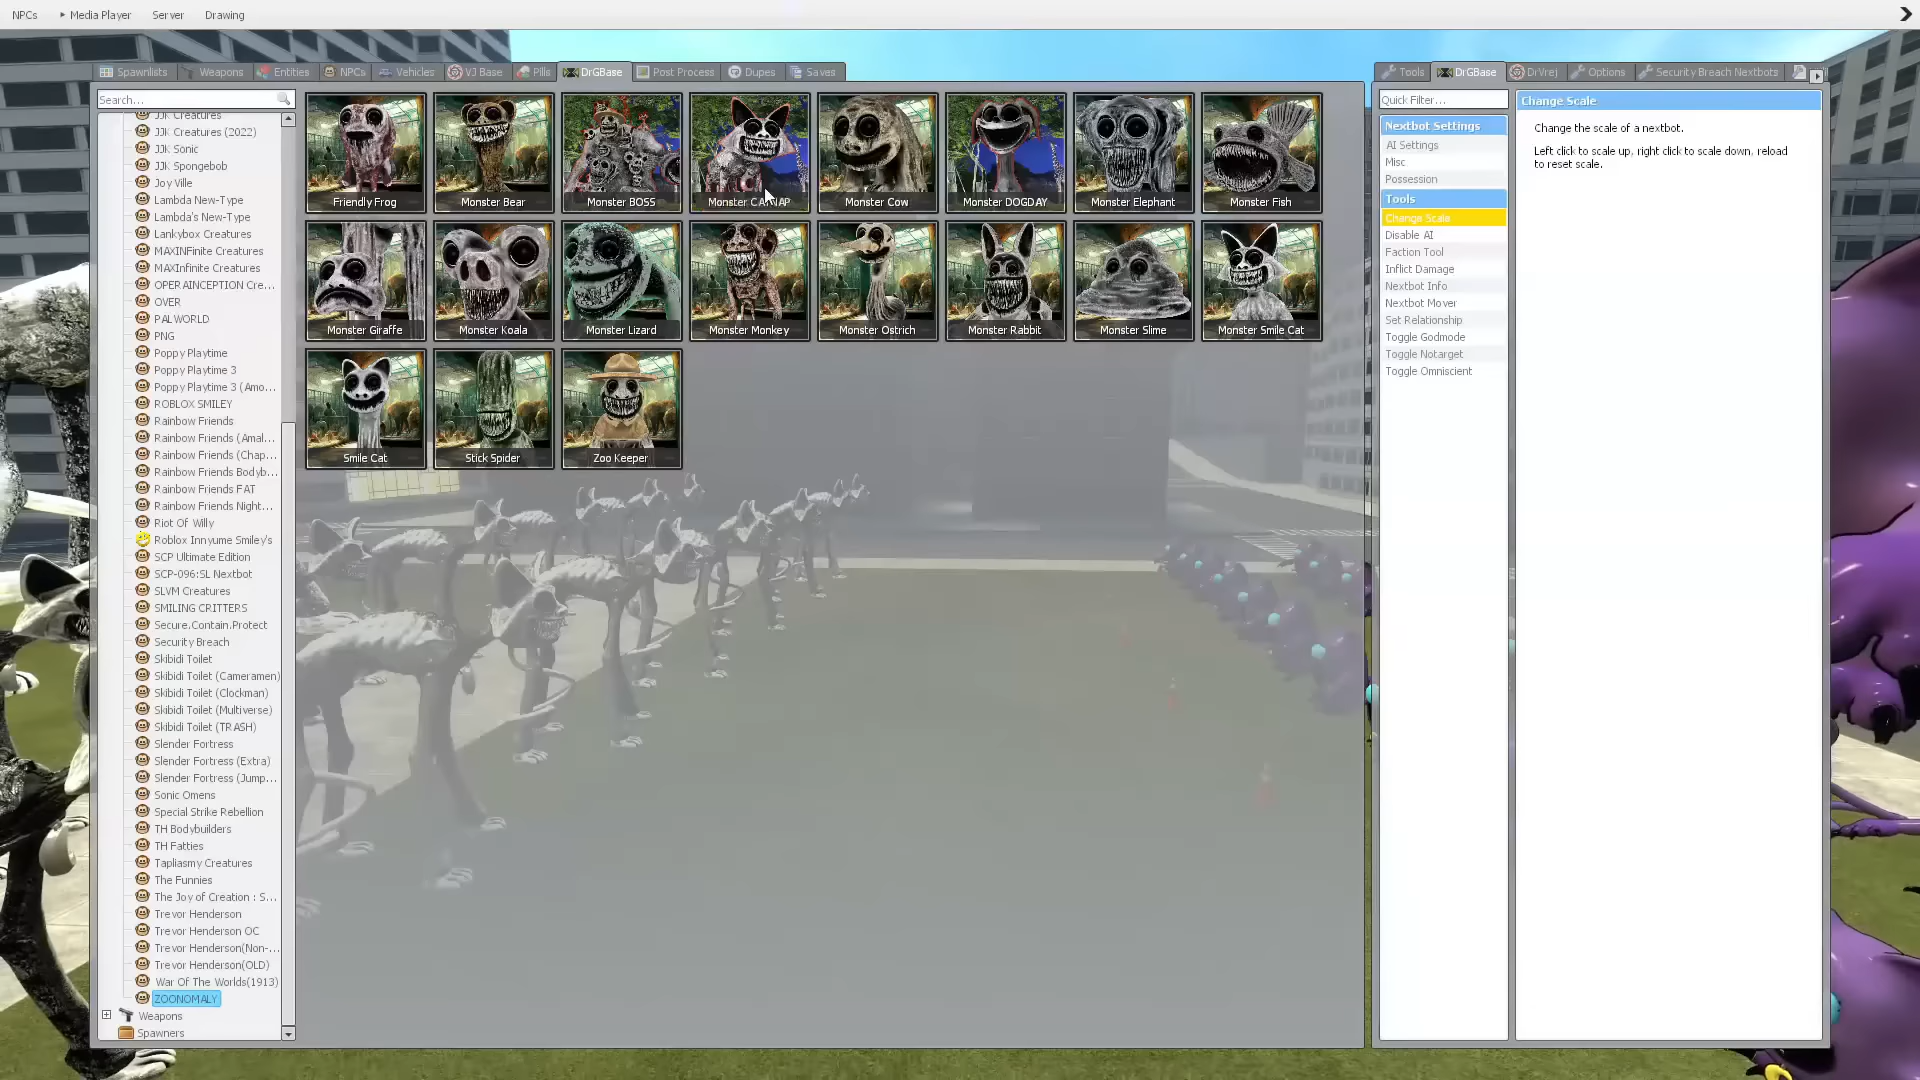 NPCs
Media Player
Server
Drawing
Spawnlists
Weapons
Entities
NPCs
Vehicles
VJ Base
Pills
DrGBase
Post Process
Dupes
Saves
Search...
JJK Creatures
JJK Creatures (2022)
JJK Sonic
JJK Spongebob
Joy Ville
Lambda New-Type
Lambda's New-Type
Lankybox Creatures
MAXINFinite Creatures
MAXInfinite Creatures
OPERAINCEPTION Cre...
OVER
PALWORLD
PNG
Poppy Playtime
Poppy Playtime 3
Poppy Playtime 3 (Amo...
ROBLOX SMILEY
Rainbow Friends
Rainbow Friends (Amal...
Rainbow Friends (Chap...
Rainbow Friends Bodyb...
Rainbow Friends FAT
Rainbow Friends Night...
Riot Of Willy
Roblox Innyume Smiley's
SCP Ultimate Edition
SCP-096:SL Nextbot
SLVM Creatures
SMILING CRITTERS
Secure.Contain.Protect
Security Breach
Skibidi Toilet
Skibidi Toilet (Cameramen)
Skibidi Toilet (Clockman)
Skibidi Toilet (Multiverse)
Skibidi Toilet (TRASH)
Slender Fortress
Slender Fortress (Extra)
Slender Fortress (Jump...
Sonic Omens
Special Strike Rebellion
TH Bodybuilders
TH Fatties
Tapliasmy Creatures
The Funnies
The Joy of Creation : S...
Trevor Henderson
Trevor Henderson OC
Trevor Henderson(Non-...
Trevor Henderson(OLD)
War Of The Worlds(1913)
ZOONOMALY
Weapons
Spawners
Friendly Frog
Monster Bear
Monster BOSS
Monster CATNAP
Monster Cow
Monster DOGDAY
Monster Elephant
Monster Fish
Monster Giraffe
Monster Koala
Monster Lizard
Monster Monkey
Monster Ostrich
Monster Rabbit
Monster Slime
Monster Smile Cat
Smile Cat
Stick Spider
Zoo Keeper
Tools
DrGBase
DrVrej
Options
Security Breach Nextbots
Quick Filter...
Nextbot Settings
AI Settings
Misc
Possession
Tools
Change Scale
Disable AI
Faction Tool
Inflict Damage
Nextbot Info
Nextbot Mover
Set Relationship
Toggle Godmode
Toggle Notarget
Toggle Omniscient
Change Scale
Change the scale of a nextbot.
Left click to scale up, right click to scale down, reload
to reset scale.